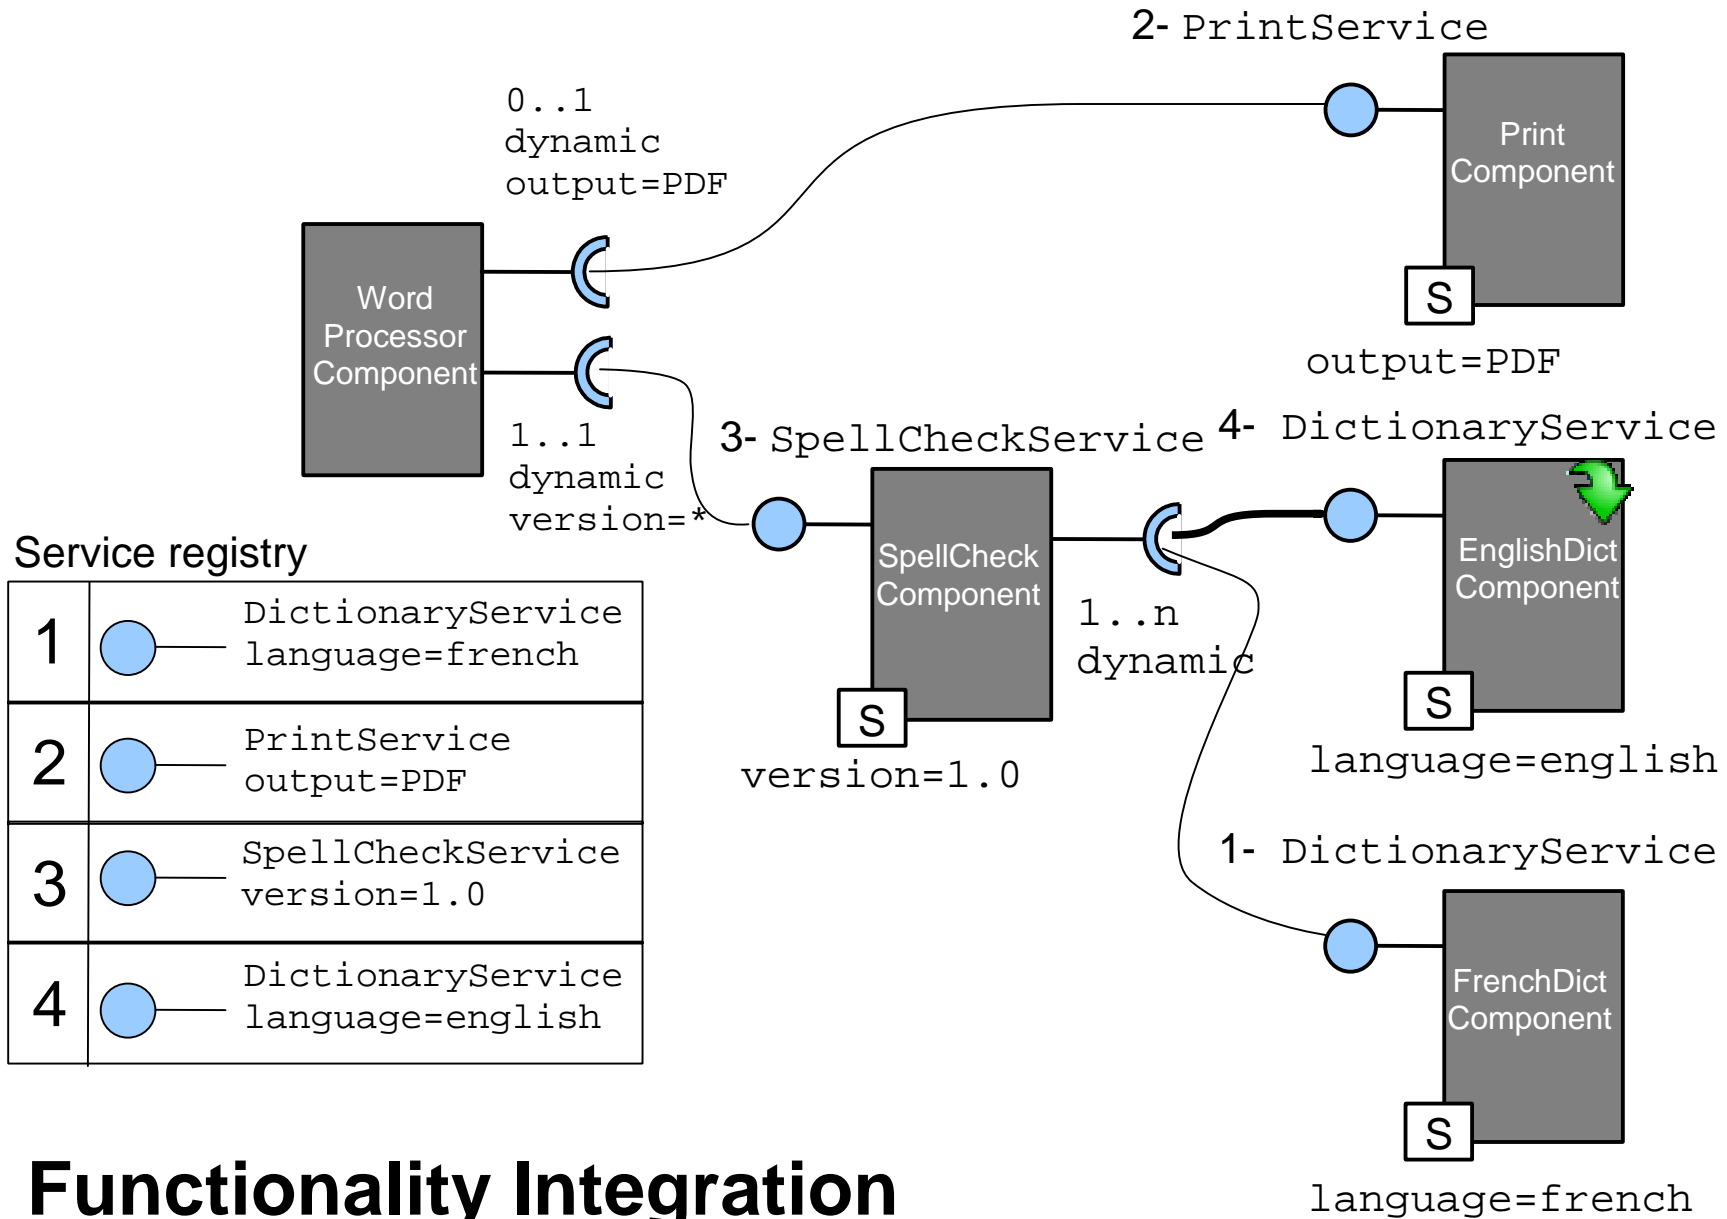 2- PrintService
0..1
dynamic
output=PDF
Print
Component
S
output=PDF
Word
Processor
Component
1..1
dynamic
version=*
3- SpellCheckService
4- DictionaryService
SpellCheck
Component
S
version=1.0
1..n
dynamic
EnglishDict
Component
S
language=english
Service registry
1
DictionaryService
language=french
2
PrintService
output=PDF
3
SpellCheckService
version=1.0
4
DictionaryService
language=english
1- DictionaryService
FrenchDict
Component
S
language=french
Functionality Integration